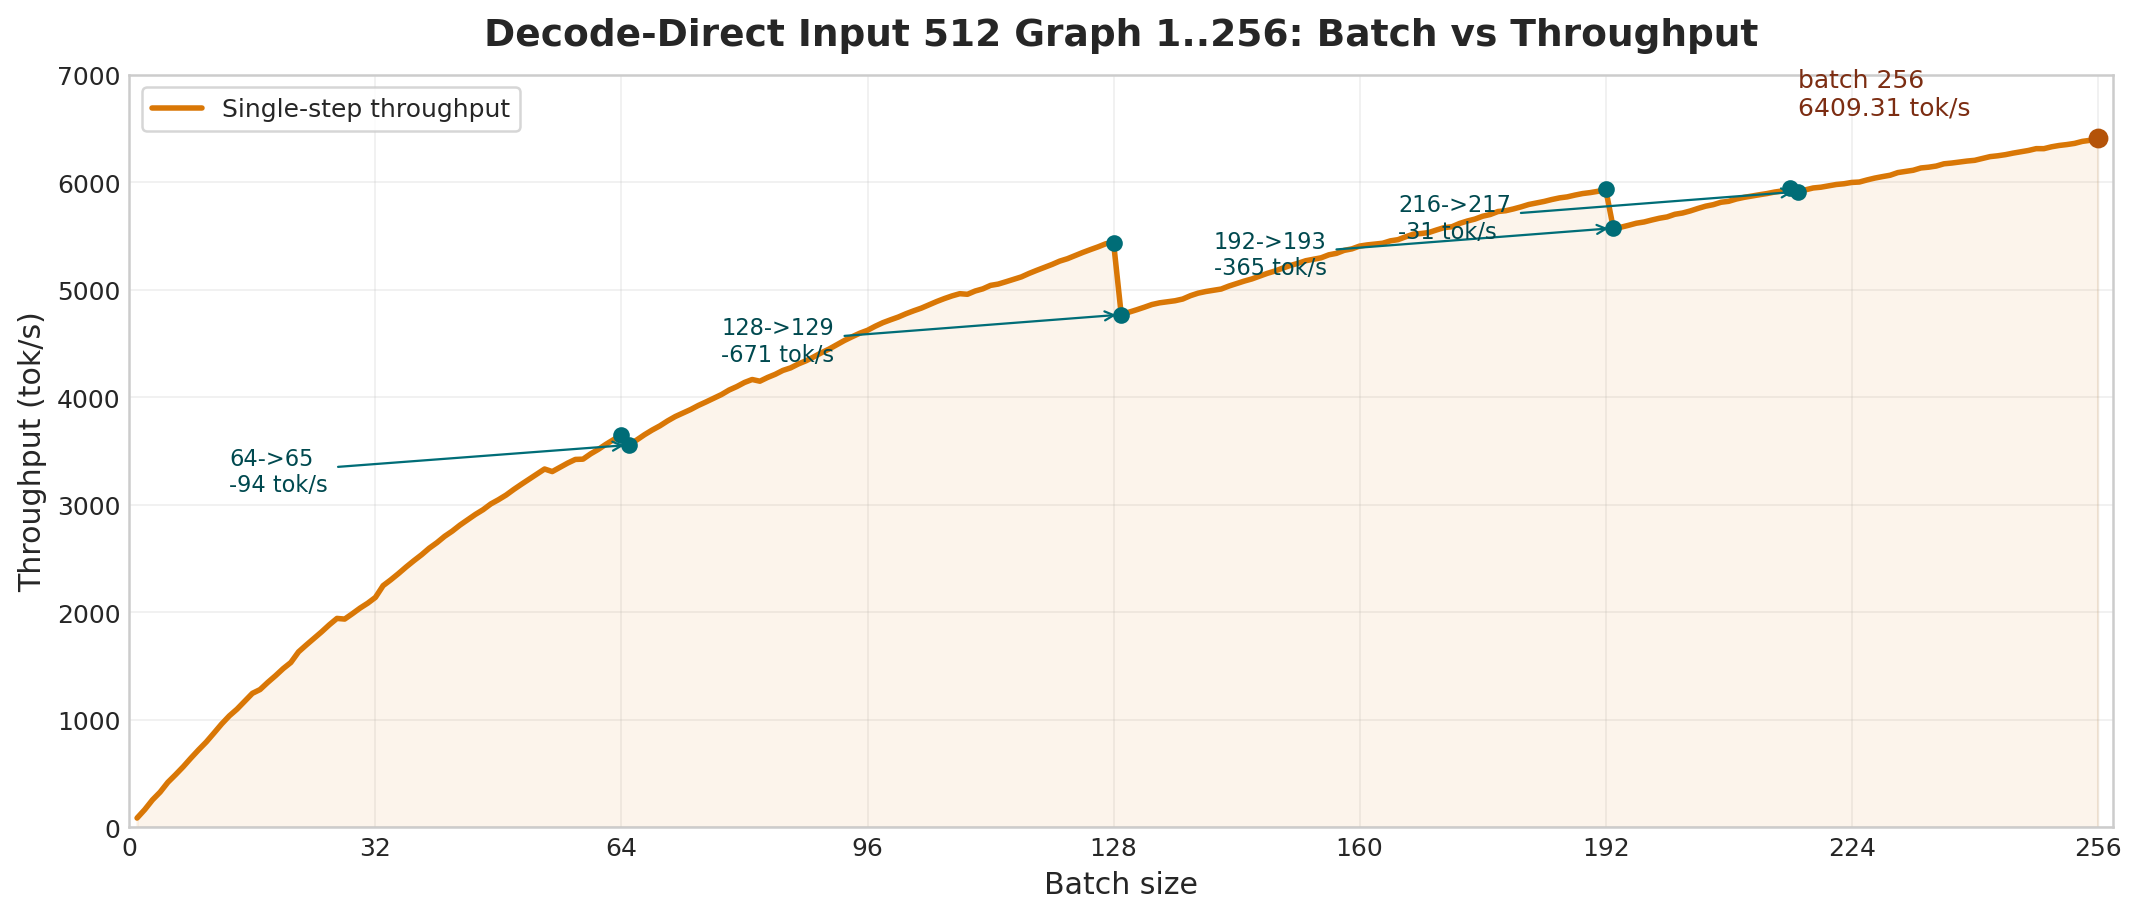 Decode-Direct Input 512 Graph 1..256: Batch vs Throughput
Single-step throughput
batch 256
6409.31 tok/s
216->217
-31 tok/s
192->193
-365 tok/s
128->129
-671 tok/s
64->65
-94 tok/s
Throughput (tok/s)
7000
6000
5000
4000
3000
2000
1000
0
0 32 64 96 128 160 192 224 256
Batch size